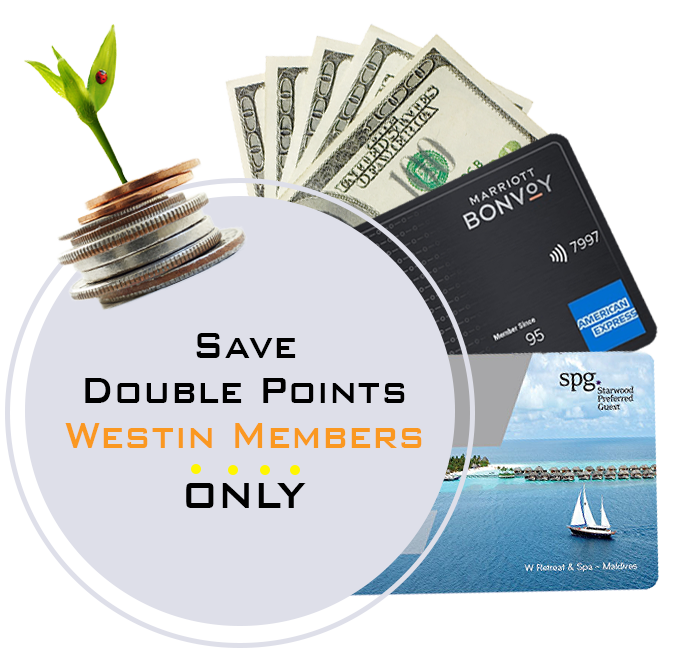 100
MARRIOTT
BONVOY
7997
Member Since
95
AMERICAN
EXPRESS
spg.
Starwood
Preferred
Guest
W Retreat & Spa ~ Maldives
SAVE
DOUBLE POINTS
WESTIN MEMBERS
ONLY